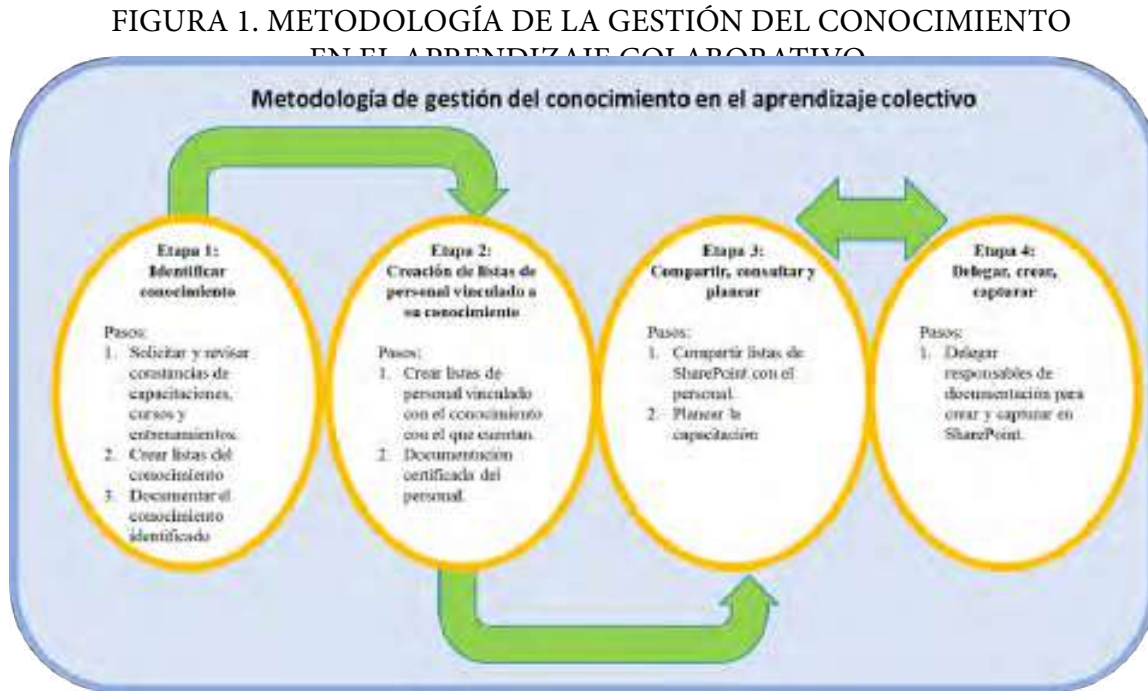 FIGURA 1. METODOLOGÍA DE LA GESTIÓN DEL CONOCIMIENTO
EN EL APRENDIZAJE COLABORATIVO
Metodología de gestión del conocimiento en el aprendizaje colectivo
Etapa 1:
Identificar
conocimiento
Pasos:
1. Solicitar y revisar
constancias de
capacitaciones,
cursos y
entrenamientos.
2. Crear listas del
conocimiento
3. Documentar el
conocimiento
identificado
Etapa 2:
Creación de listas de
personal vinculado a
su conocimiento
Pasos:
1. Crear listas de
personal vinculado
con el conocimiento
con el que cuentan.
2. Documentación
certificada del
personal.
Etapa 3:
Compartir, consultar y
planear
Pasos:
1. Compartir listas de
SharePoint con el
personal.
2. Planear la
capacitación
Etapa 4:
Delegar, crear,
capturar
Pasos:
1. Delegar
responsables de
documentación para
crear y capturar en
SharePoint.